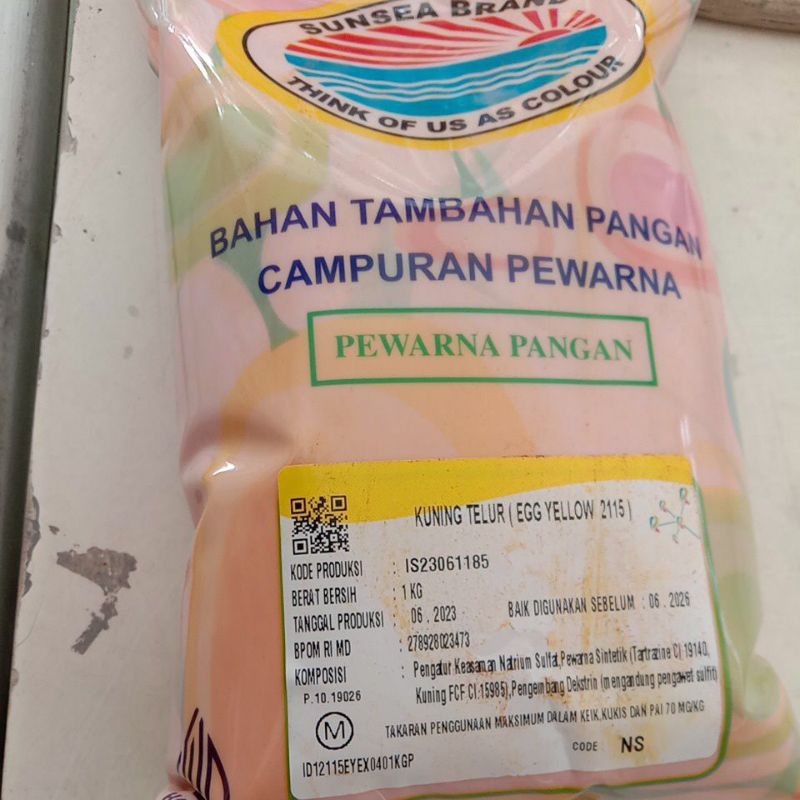 SUNSEA BRAND
THINK OF US AS COLOUR
BAHAN TAMBAHAN PANGAN
CAMPURAN PEWARNA
PEWARNA PANGAN
KUNING TELUR ( EGG YELLOW 2115 )
KODE PRODUKSI : IS23061185
BERAT BERSIH : 1 KG
TANGGAL PRODUKSI : 06 . 2023 BAIK DIGUNAKAN SEBELUM : 06 . 2026
BPOM RI MD : 278928023473
KOMPOSISI : Pengatur Keasaman Natrium Sulfat,Pewarna Sintetik (Tartrazine CI 19140,
P.10.19026 Kuning FCF CI.15985),Pengembang Dekstrin (mengandung pengawet sulfit)
M TAKARAN PENGGUNAAN MAKSIMUM DALAM KEIK,KUKIS DAN PAI 70 MG/KG
CODE : NS
ID12115EYEX0401KGP